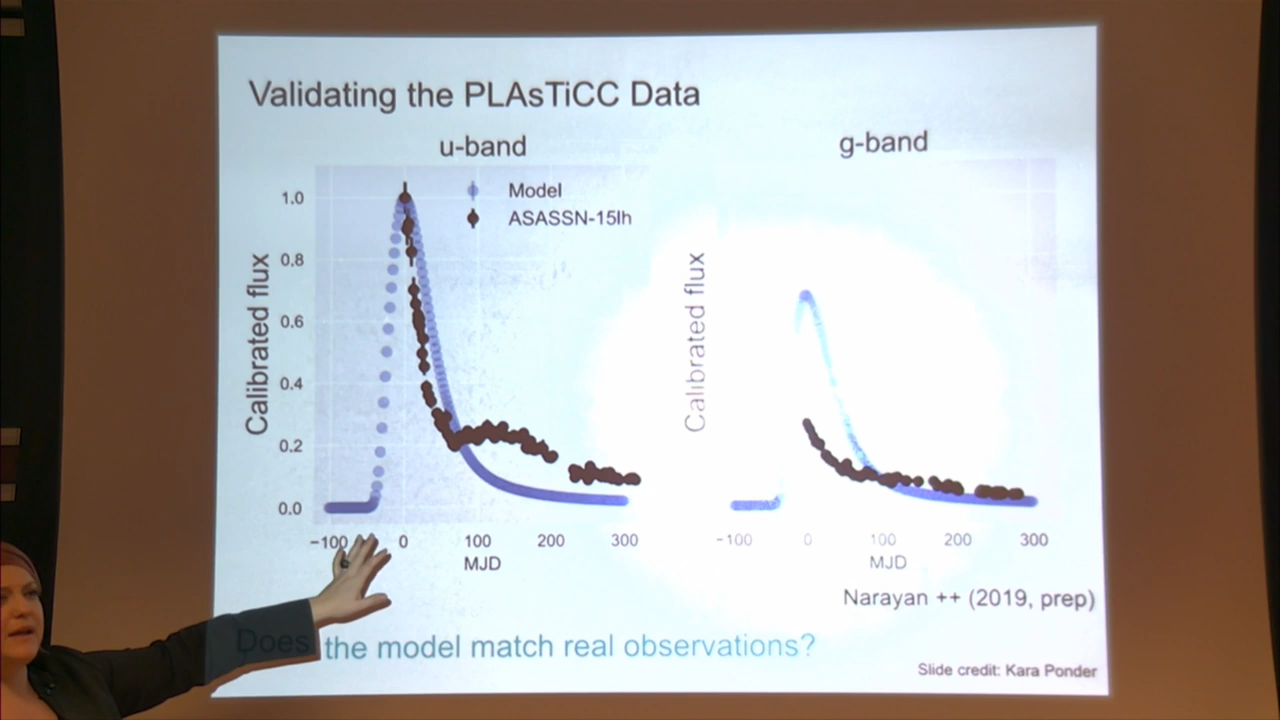 Validating the PLAsTiCC Data
u-band
Model
ASASSN-15lh
1.0
0.8
0.6
0.4
0.2
0.0
Calibrated flux
−100
0
100
200
300
MJD
g-band
Calibrated flux
−100
0
100
200
300
MJD
Narayan ++ (2019, prep)
Does the model match real observations?
Slide credit: Kara Ponder